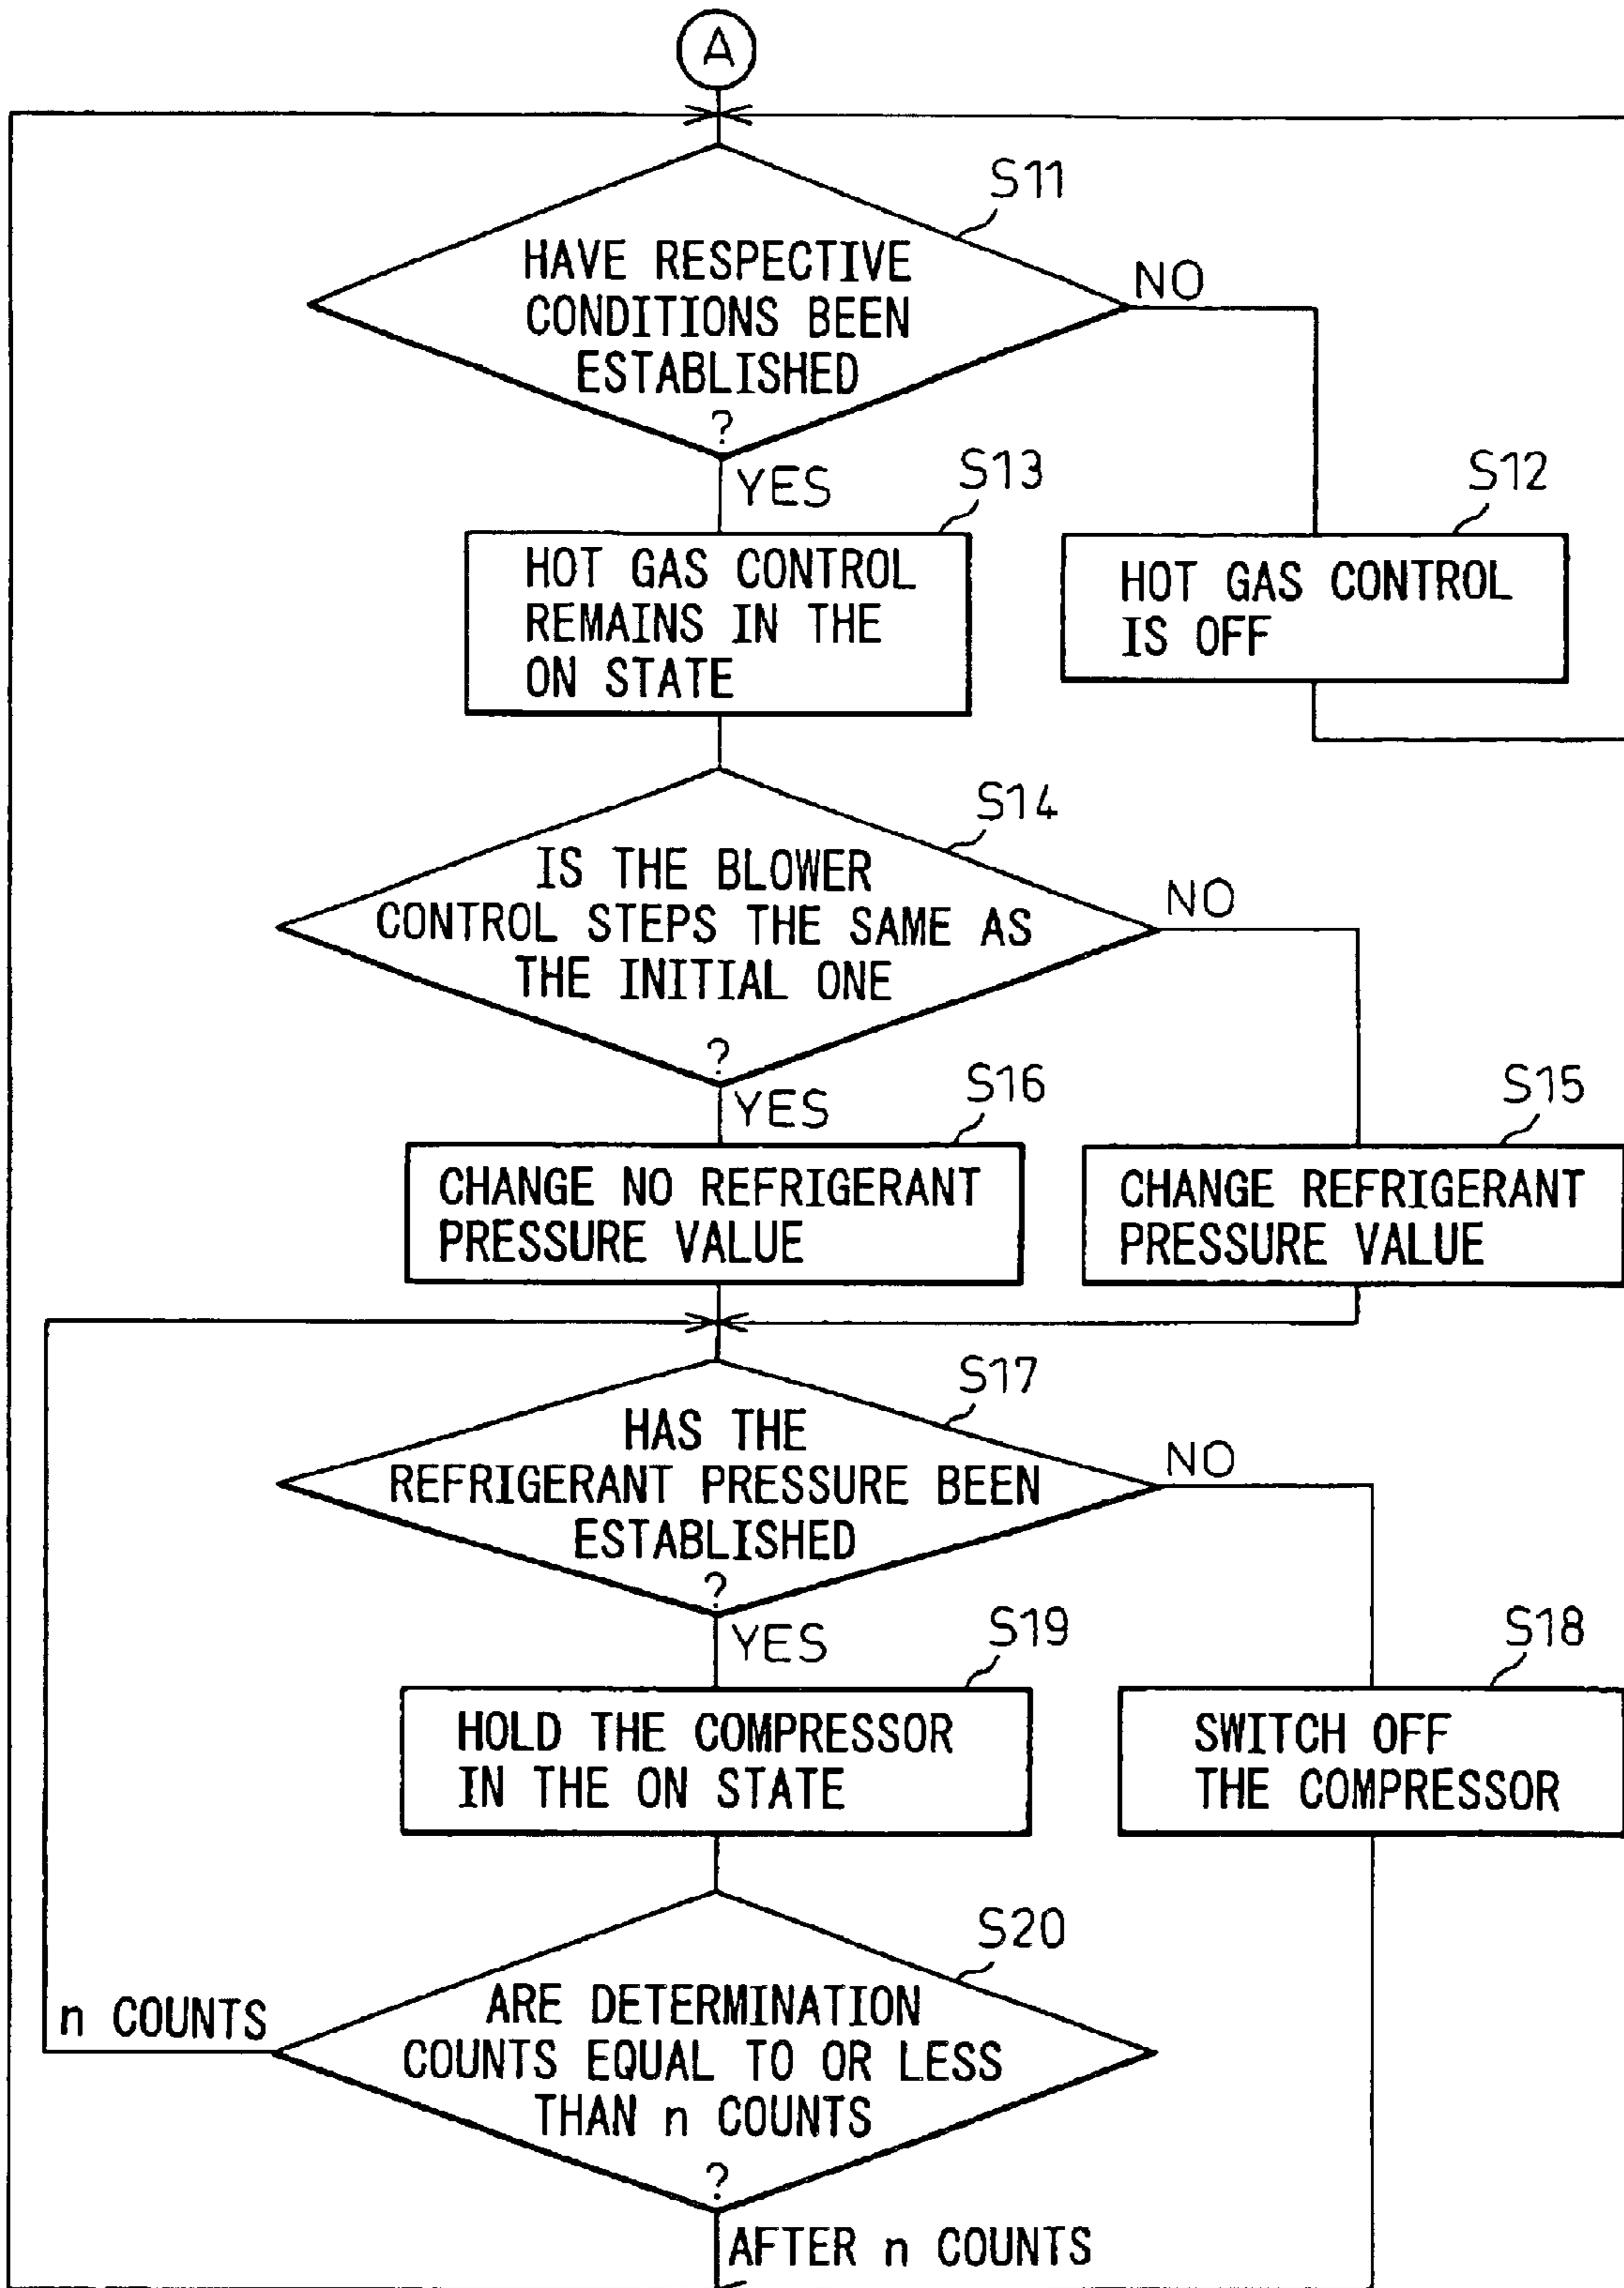 A
S11
HAVE RESPECTIVE
CONDITIONS BEEN
ESTABLISHED
?
NO
YES
S13
HOT GAS CONTROL
REMAINS IN THE
ON STATE
S12
HOT GAS CONTROL
IS OFF
S14
IS THE BLOWER
CONTROL STEPS THE SAME AS
THE INITIAL ONE
?
NO
YES
S16
CHANGE NO REFRIGERANT
PRESSURE VALUE
S15
CHANGE REFRIGERANT
PRESSURE VALUE
S17
HAS THE
REFRIGERANT PRESSURE BEEN
ESTABLISHED
?
NO
YES
S19
HOLD THE COMPRESSOR
IN THE ON STATE
S18
SWITCH OFF
THE COMPRESSOR
S20
ARE DETERMINATION
COUNTS EQUAL TO OR LESS
THAN n COUNTS
?
n COUNTS
AFTER n COUNTS